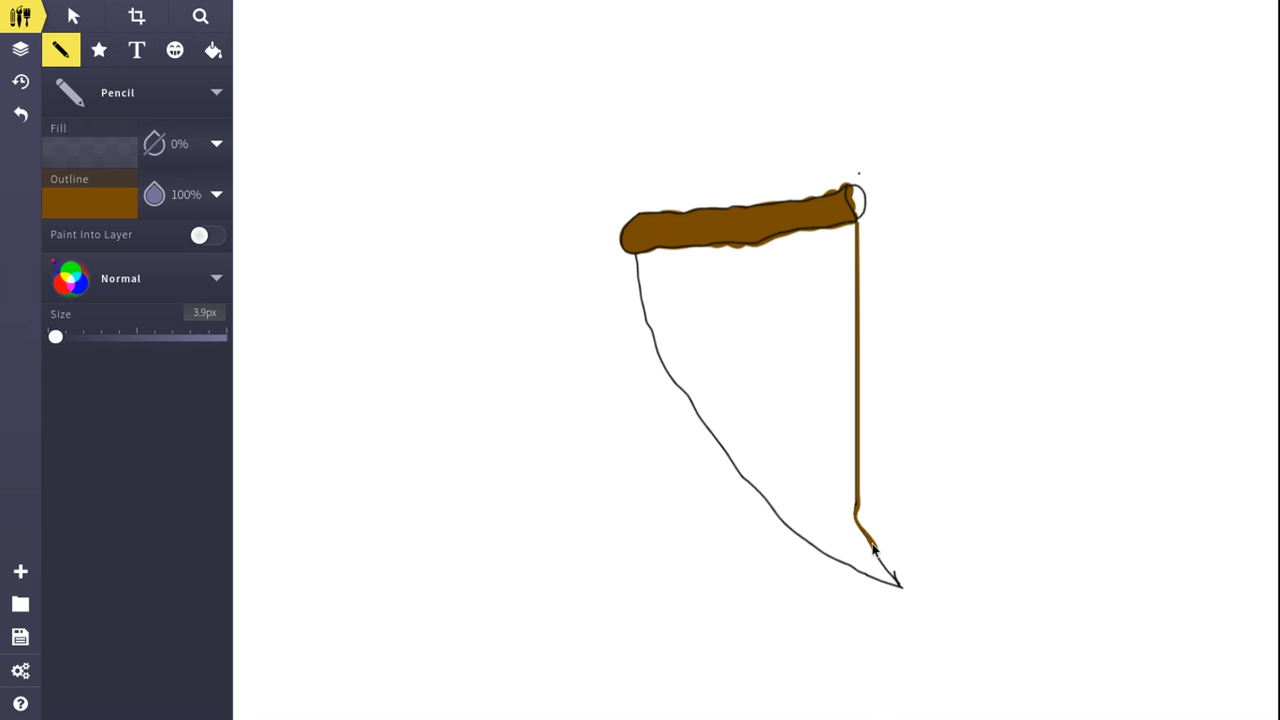 T
Pencil
Fill
0%
Outline
100%
Paint Into Layer
Normal
Size
3.9px
?